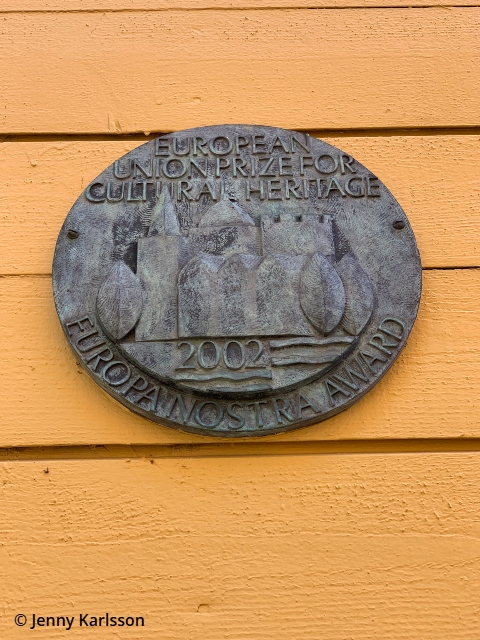 EUROPEAN
UNION PRIZE FOR
CULTURAL HERITAGE
2002
EUROPA NOSTRA AWARD
© Jenny Karlsson